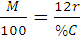 M/100 = 12r/%C